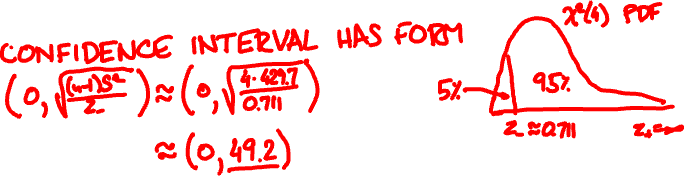 CONFIDENCE INTERVAL HAS FORM
(0, √((n-1)S²/z₋)) ≈ (0, √(4·429.7/0.711))
≈ (0, 49.2)
χ²(4) PDF
5% 95%
z₋ ≈ 0.711 z₊ = ∞